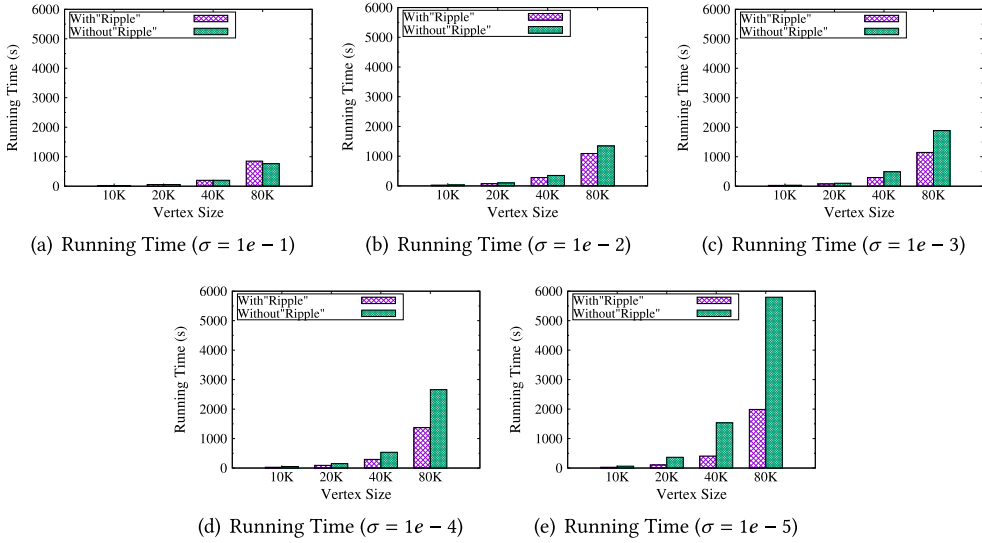 With"Ripple"
Without"Ripple"
Running Time (s)
6000
5000
4000
3000
2000
1000
0
10K 20K 40K 80K
Vertex Size
(a) Running Time (σ = 1e − 1)
With"Ripple"
Without"Ripple"
Running Time (s)
6000
5000
4000
3000
2000
1000
0
10K 20K 40K 80K
Vertex Size
(b) Running Time (σ = 1e − 2)
With"Ripple"
Without"Ripple"
Running Time (s)
6000
5000
4000
3000
2000
1000
0
10K 20K 40K 80K
Vertex Size
(c) Running Time (σ = 1e − 3)
With"Ripple"
Without"Ripple"
Running Time (s)
6000
5000
4000
3000
2000
1000
0
10K 20K 40K 80K
Vertex Size
(d) Running Time (σ = 1e − 4)
With"Ripple"
Without"Ripple"
Running Time (s)
6000
5000
4000
3000
2000
1000
0
10K 20K 40K 80K
Vertex Size
(e) Running Time (σ = 1e − 5)